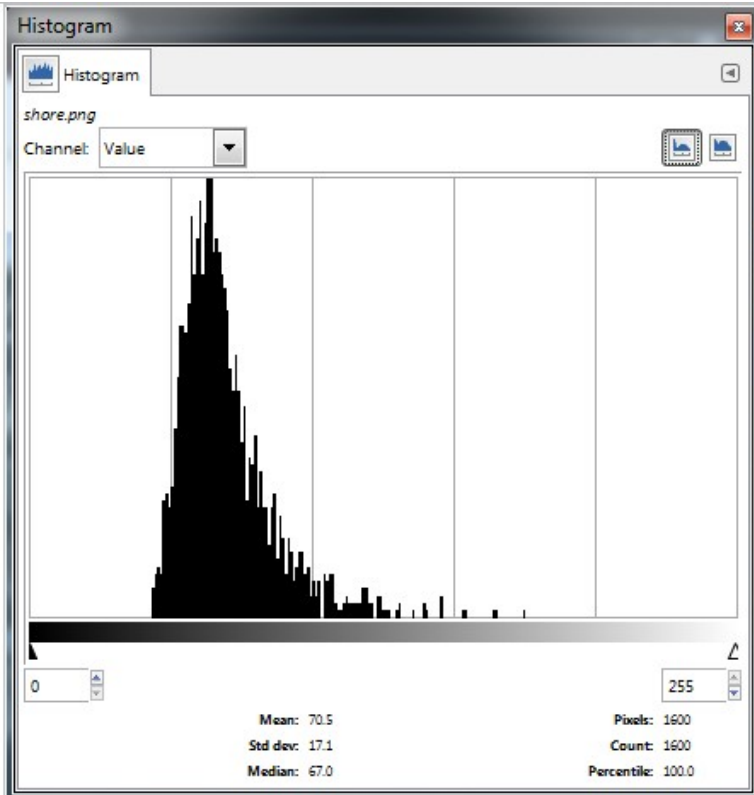 Histogram
Histogram
shore.png
Channel: Value
0 255
Mean: 70.5 Pixels: 1600
Std dev: 17.1 Count: 1600
Median: 67.0 Percentile: 100.0